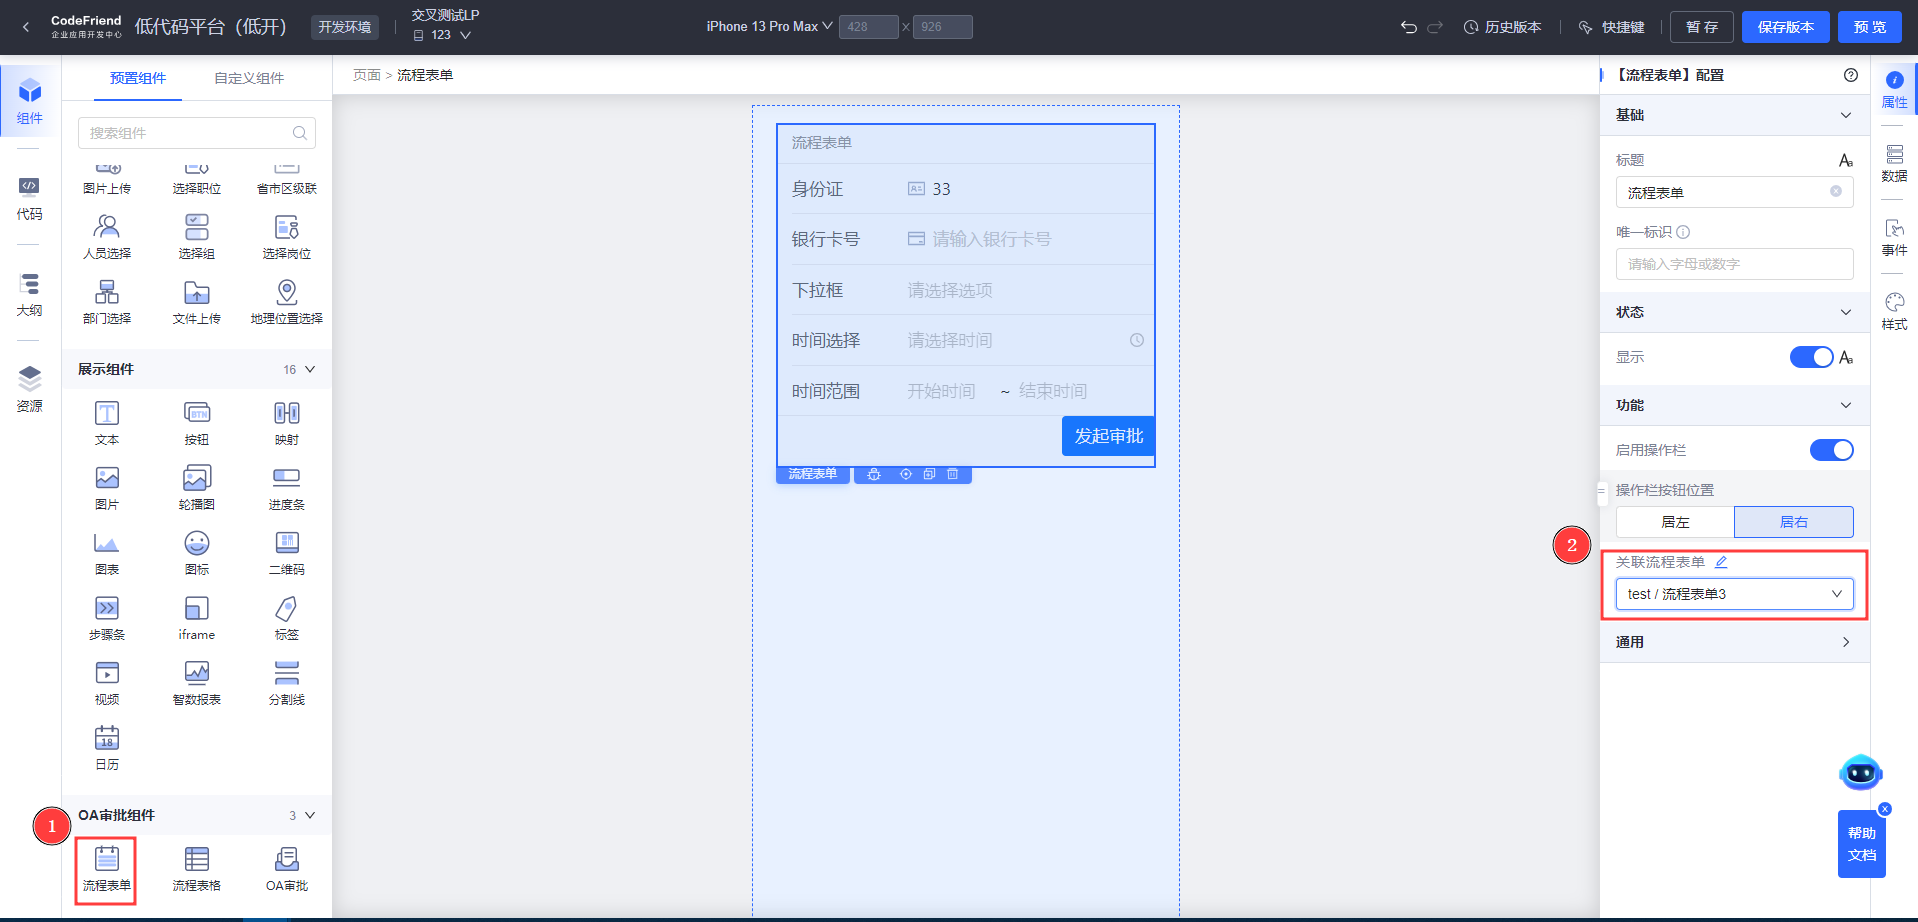 CodeFriend
企业应用开发中心
低代码平台（低开）
开发环境
交叉测试LP
123
iPhone 13 Pro Max
428
x
926
历史版本
快捷键
暂 存
保存版本
预 览
组件
代码
大纲
资源
预置组件
自定义组件
搜索组件
图片上传
选择职位
省市区级联
人员选择
选择组
选择岗位
部门选择
文件上传
地理位置选择
展示组件
16
文本
按钮
BTN
映射
图片
轮播图
进度条
图表
图标
二维码
步骤条
iframe
标签
视频
智数报表
分割线
18
日历
OA审批组件
3
1
流程表单
流程表格
OA审批
页面 > 流程表单
流程表单
身份证
33
银行卡号
请输入银行卡号
下拉框
请选择选项
时间选择
请选择时间
时间范围
开始时间
~
结束时间
发起审批
流程表单
【流程表单】配置
基础
标题
流程表单
唯一标识
请输入字母或数字
状态
显示
功能
启用操作栏
操作栏按钮位置
居左
居右
2
关联流程表单
test / 流程表单3
通用
属性
数据
事件
样式
帮助
文档